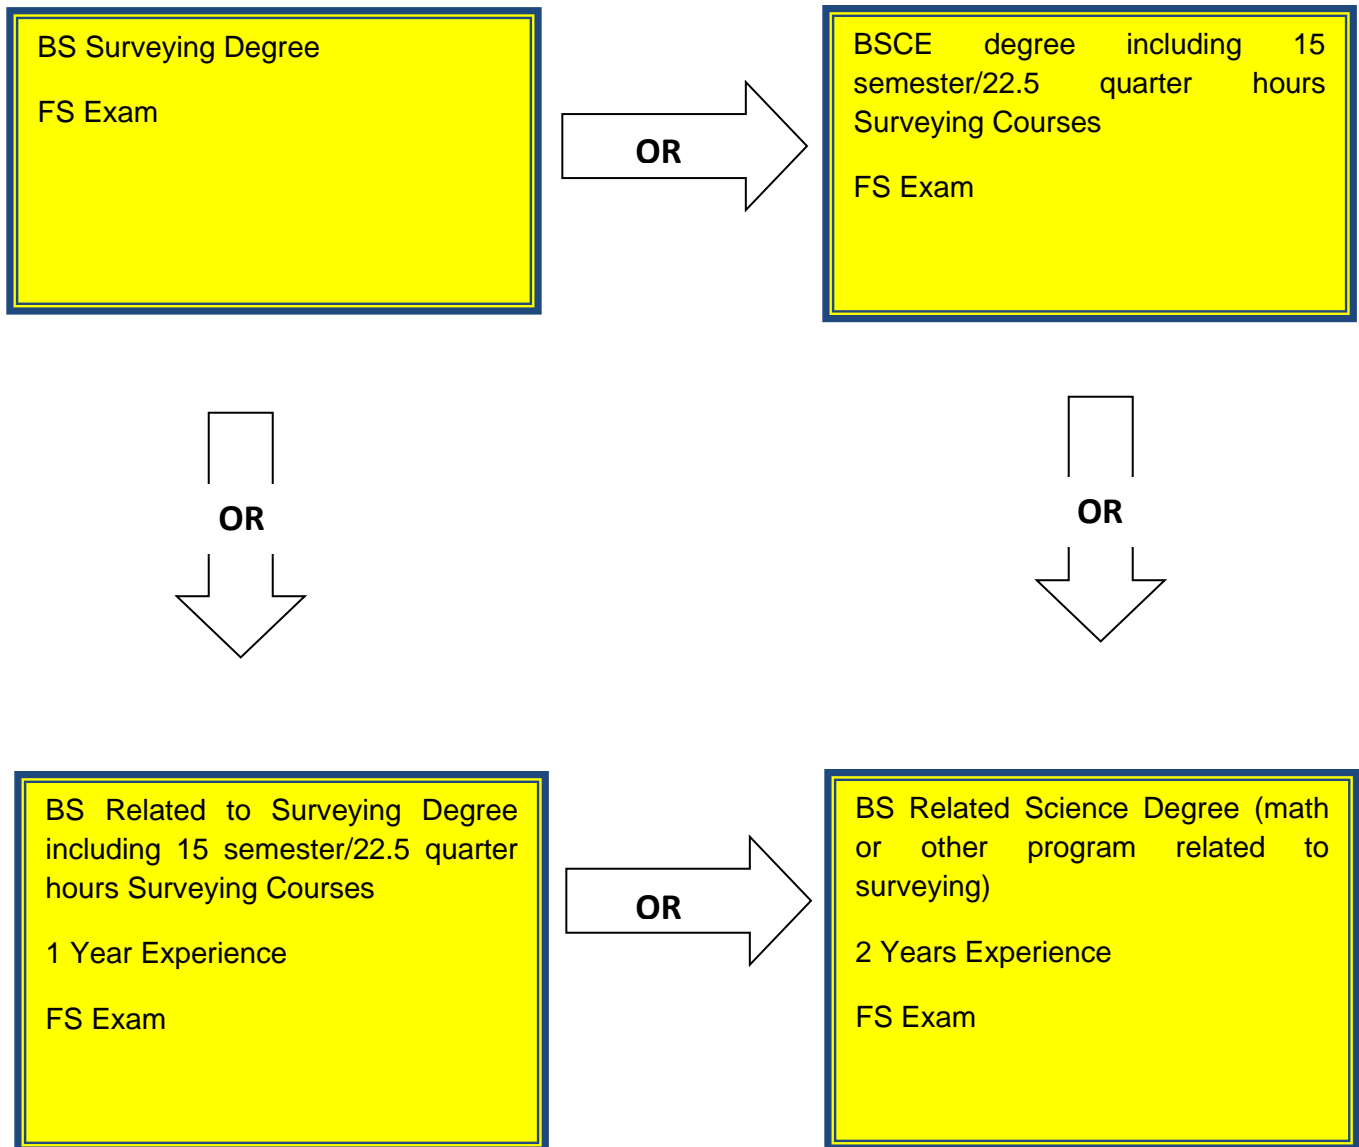 BS Surveying Degree
FS Exam
OR
BSCE degree including 15
semester/22.5 quarter hours
Surveying Courses
FS Exam
OR
OR
BS Related to Surveying Degree
including 15 semester/22.5 quarter
hours Surveying Courses
1 Year Experience
FS Exam
OR
BS Related Science Degree (math
or other program related to
surveying)
2 Years Experience
FS Exam